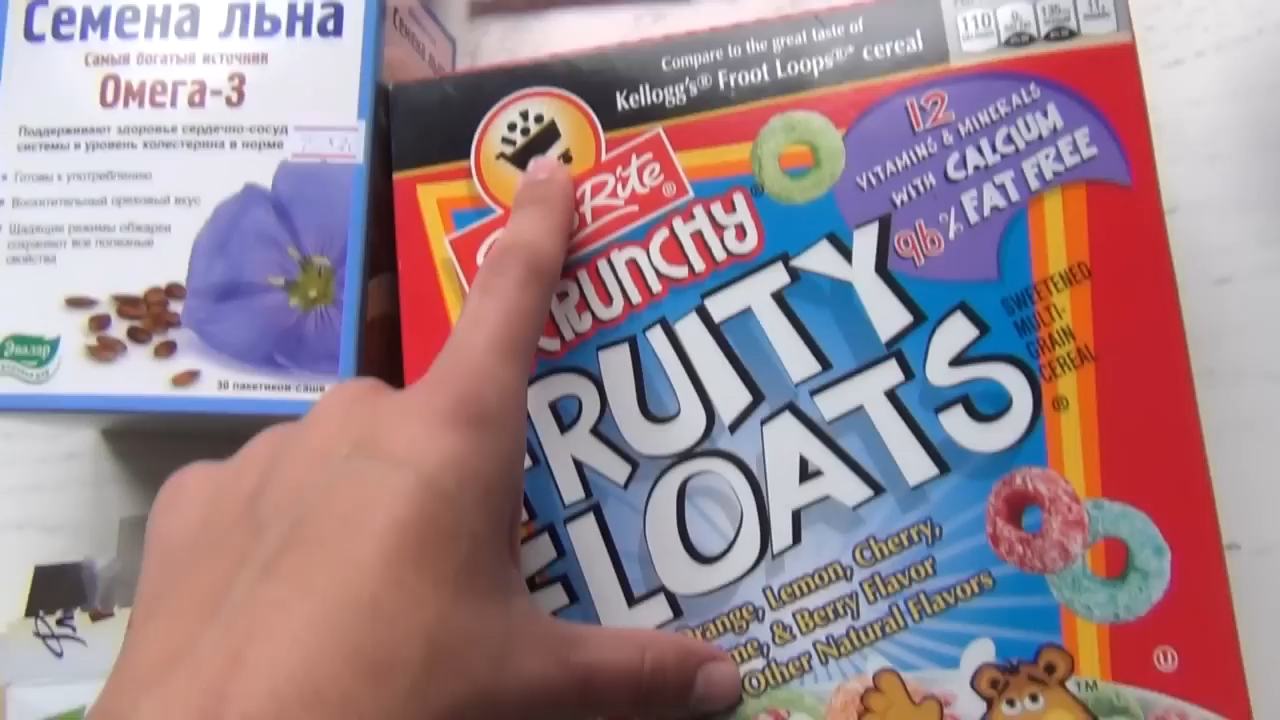 Семена льна
Самый богатый источник
Омега-3
Поддерживают здоровье сердечно-сосуд
системы и уровень холестерина в норме
Готовы к употреблению
Восхитительный ореховый вкус
Щадящие режимы обжарки
сохраняют все полезные
свойства
Эвалар
30 пакетиков-саше
Compare to the great taste of
Kellogg's® Froot Loops®* cereal
110
12
VITAMINS & MINERALS
WITH CALCIUM
96% FAT FREE
Rite®
CRUNCHY®
FRUITY
FLOATS®
SWEETENED
MULTI-
GRAIN
CEREAL
Orange, Lemon, Cherry,
& Berry Flavor
Other Natural Flavors
U
TM